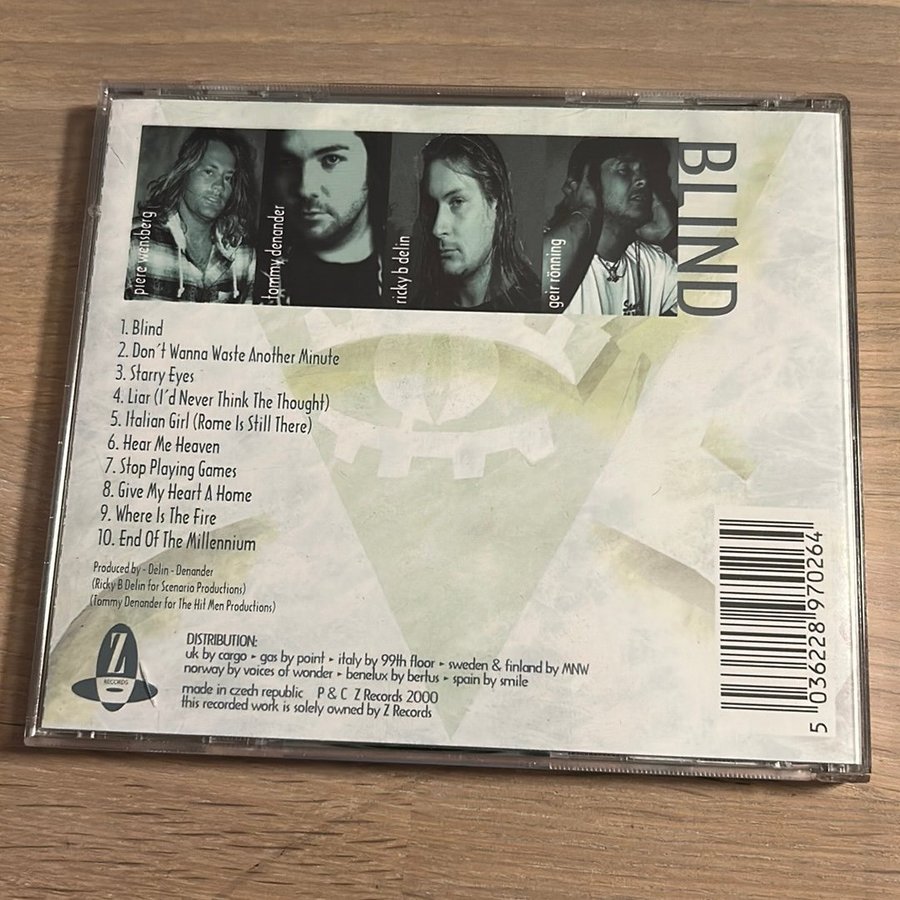 piere wensberg
tommy denander
ricky b delin
geir rönning
BLIND
1. Blind
2. Don´t Wanna Waste Another Minute
3. Starry Eyes
4. Liar (I´d Never Think The Thought)
5. Italian Girl (Rome Is Still There)
6. Hear Me Heaven
7. Stop Playing Games
8. Give My Heart A Home
9. Where Is The Fire
10. End Of The Millennium
Produced by - Delin - Denander
(Ricky B Delin for Scenario Productions)
(Tommy Denander for The Hit Men Productions)
Z
RECORDS
DISTRIBUTION:
uk by cargo - gas by point - italy by 99th floor - sweden & finland by MNW
norway by voices of wonder - benelux by bertus - spain by smile
made in czech republic P & C Z Records 2000
this recorded work is solely owned by Z Records
5 036228 970264